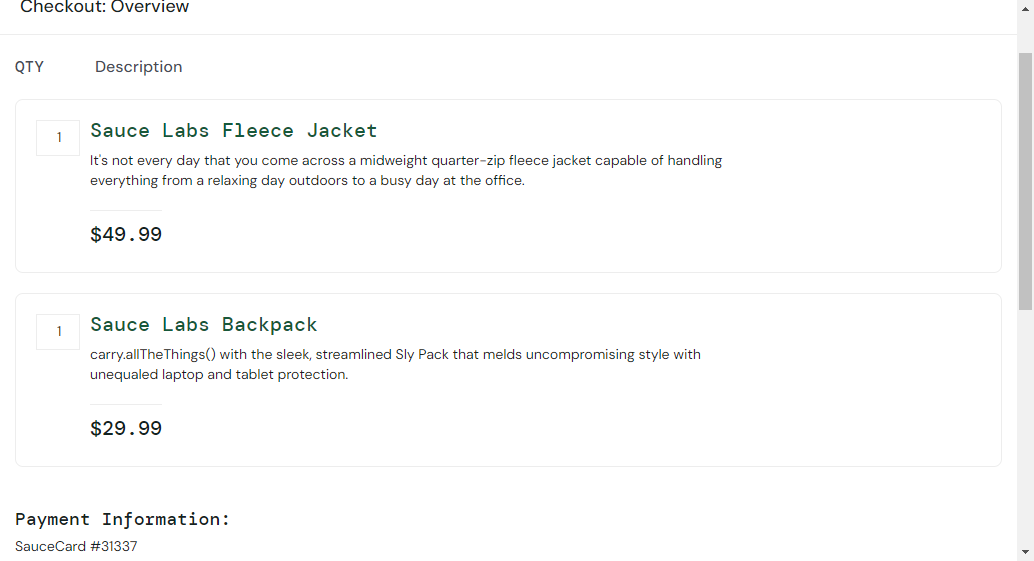 Checkout: Overview
QTY Description
1 Sauce Labs Fleece Jacket
It's not every day that you come across a midweight quarter-zip fleece jacket capable of handling
everything from a relaxing day outdoors to a busy day at the office.
$49.99
1 Sauce Labs Backpack
carry.allTheThings() with the sleek, streamlined Sly Pack that melds uncompromising style with
unequaled laptop and tablet protection.
$29.99
Payment Information:
SauceCard #31337